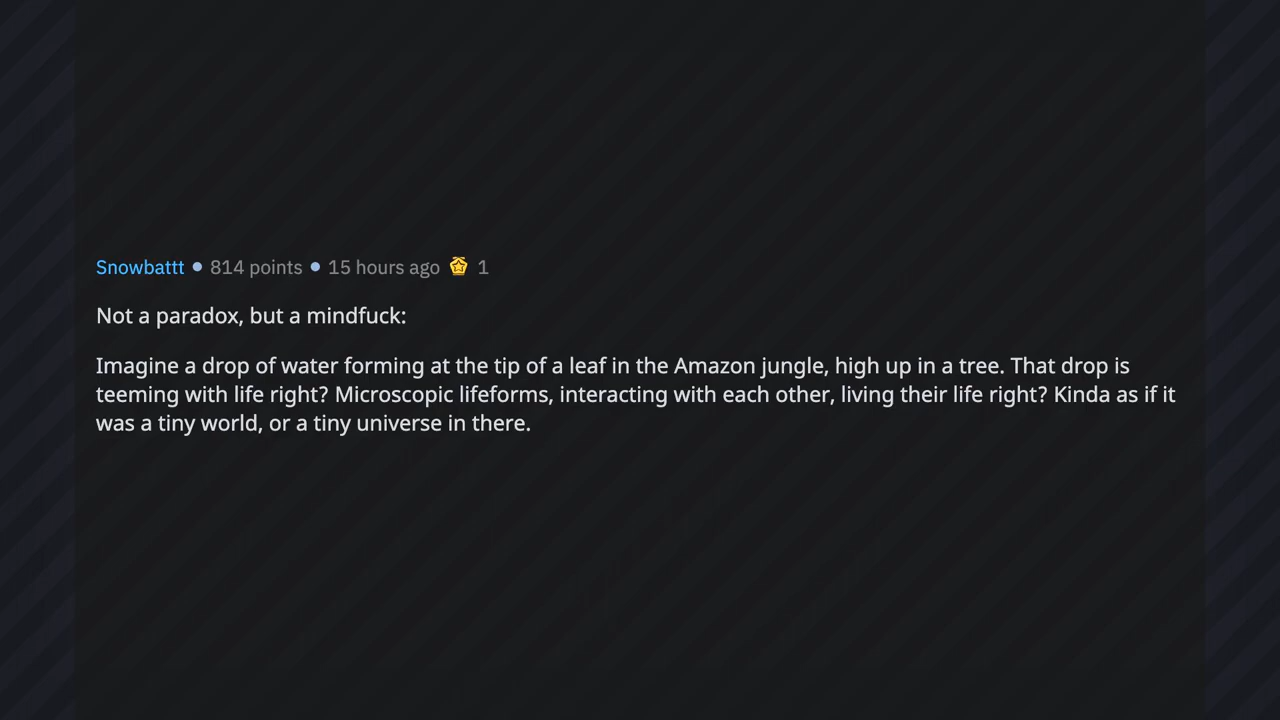 Snowbattt • 814 points • 15 hours ago 1
Not a paradox, but a mindfuck:
Imagine a drop of water forming at the tip of a leaf in the Amazon jungle, high up in a tree. That drop is
teeming with life right? Microscopic lifeforms, interacting with each other, living their life right? Kinda as if it
was a tiny world, or a tiny universe in there.